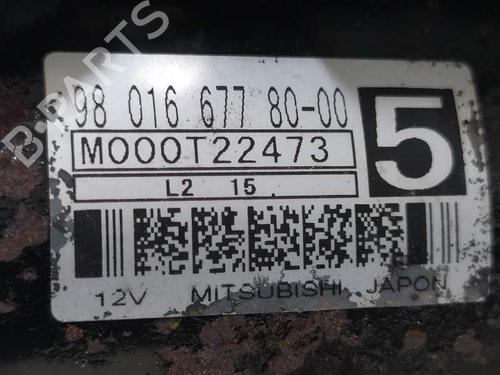 B-PARTS
98 016 677 80-00
5
M000T22473
L2 15
12V MITSUBISHI JAPON